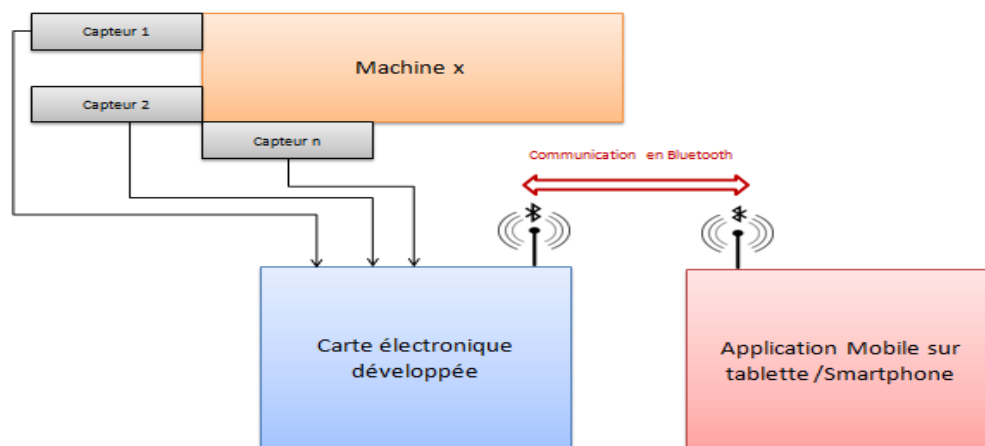 Capteur 1
Machine x
Capteur 2
Capteur n
Communication en Bluetooth
Carte électronique
développée
Application Mobile sur
tablette /Smartphone